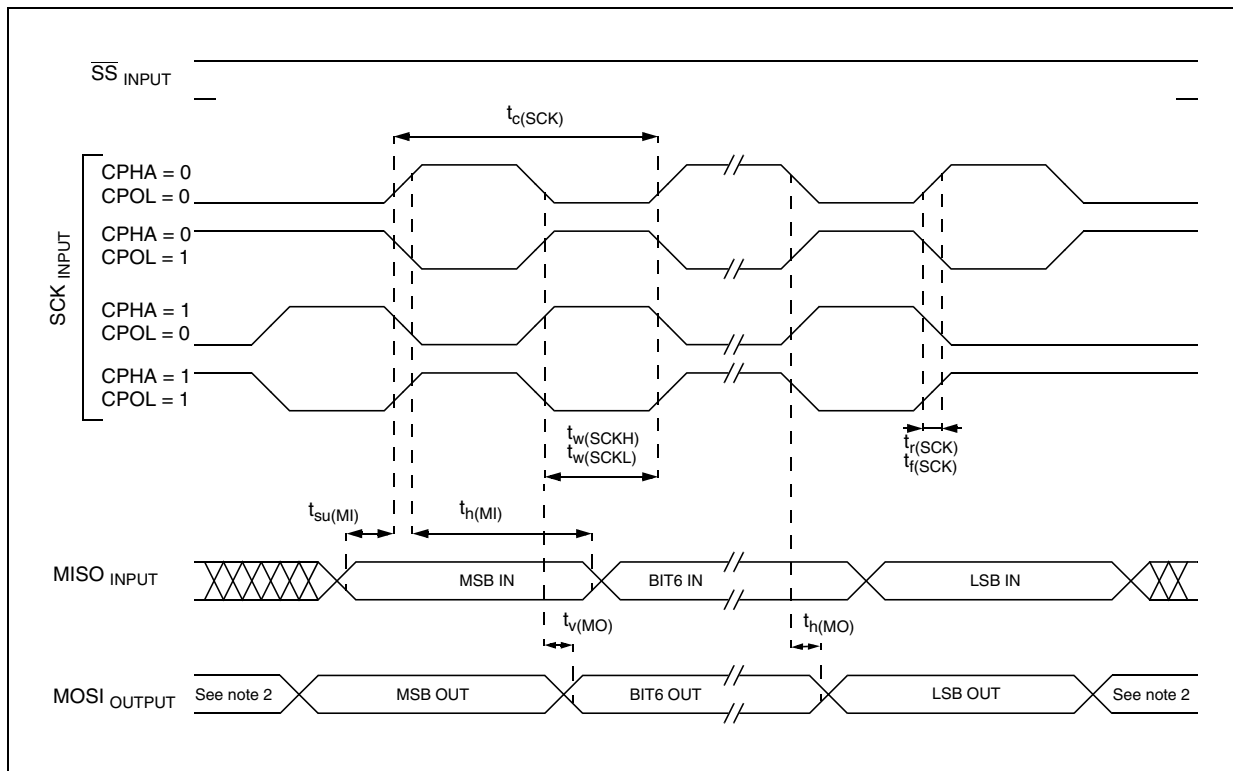 SS INPUT
tc(SCK)
SCK INPUT
CPHA = 0
CPOL = 0
CPHA = 0
CPOL = 1
CPHA = 1
CPOL = 0
CPHA = 1
CPOL = 1
tw(SCKH)
tw(SCKL)
tr(SCK)
tf(SCK)
tsu(MI)
th(MI)
MISO INPUT
MSB IN
BIT6 IN
LSB IN
tv(MO)
th(MO)
MOSI OUTPUT
See note 2
MSB OUT
BIT6 OUT
LSB OUT
See note 2